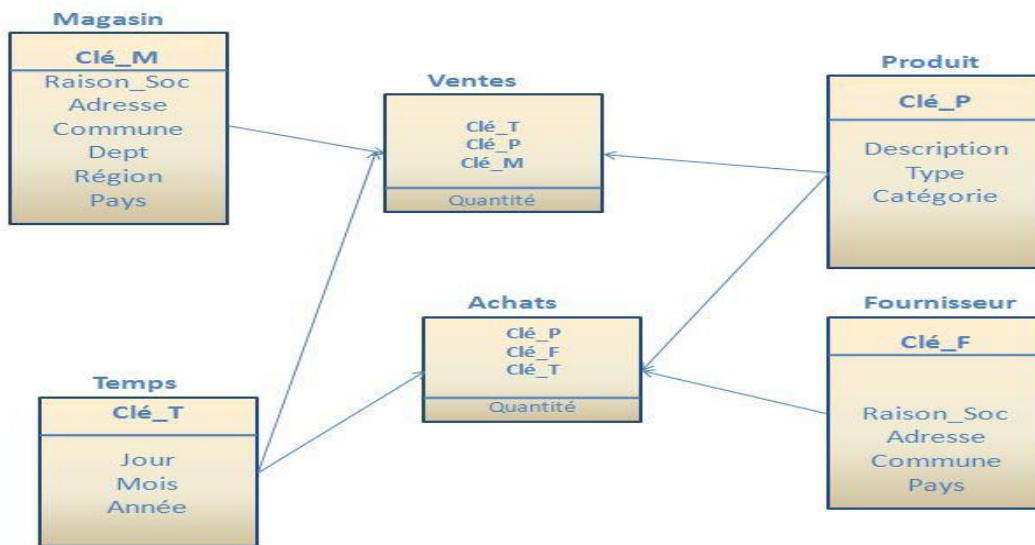 Magasin
Clé_M
Raison_Soc
Adresse
Commune
Dept
Région
Pays
Ventes
Clé_T
Clé_P
Clé_M
Quantité
Produit
Clé_P
Description
Type
Catégorie
Temps
Clé_T
Jour
Mois
Année
Achats
Clé_P
Clé_F
Clé_T
Quantité
Fournisseur
Clé_F
Raison_Soc
Adresse
Commune
Pays